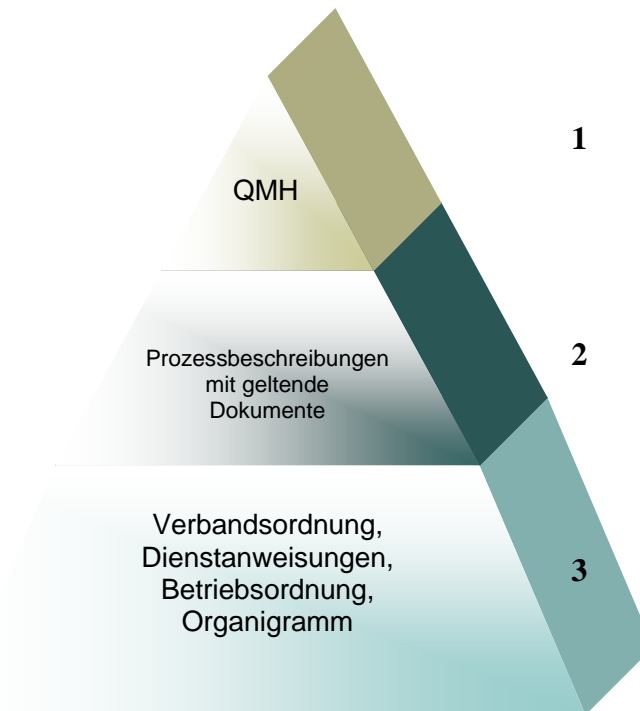 1
QMH
2
Prozessbeschreibungen
mit geltende
Dokumente
Verbandsordnung,
Dienstanweisungen,
Betriebsordnung,
Organigramm
3